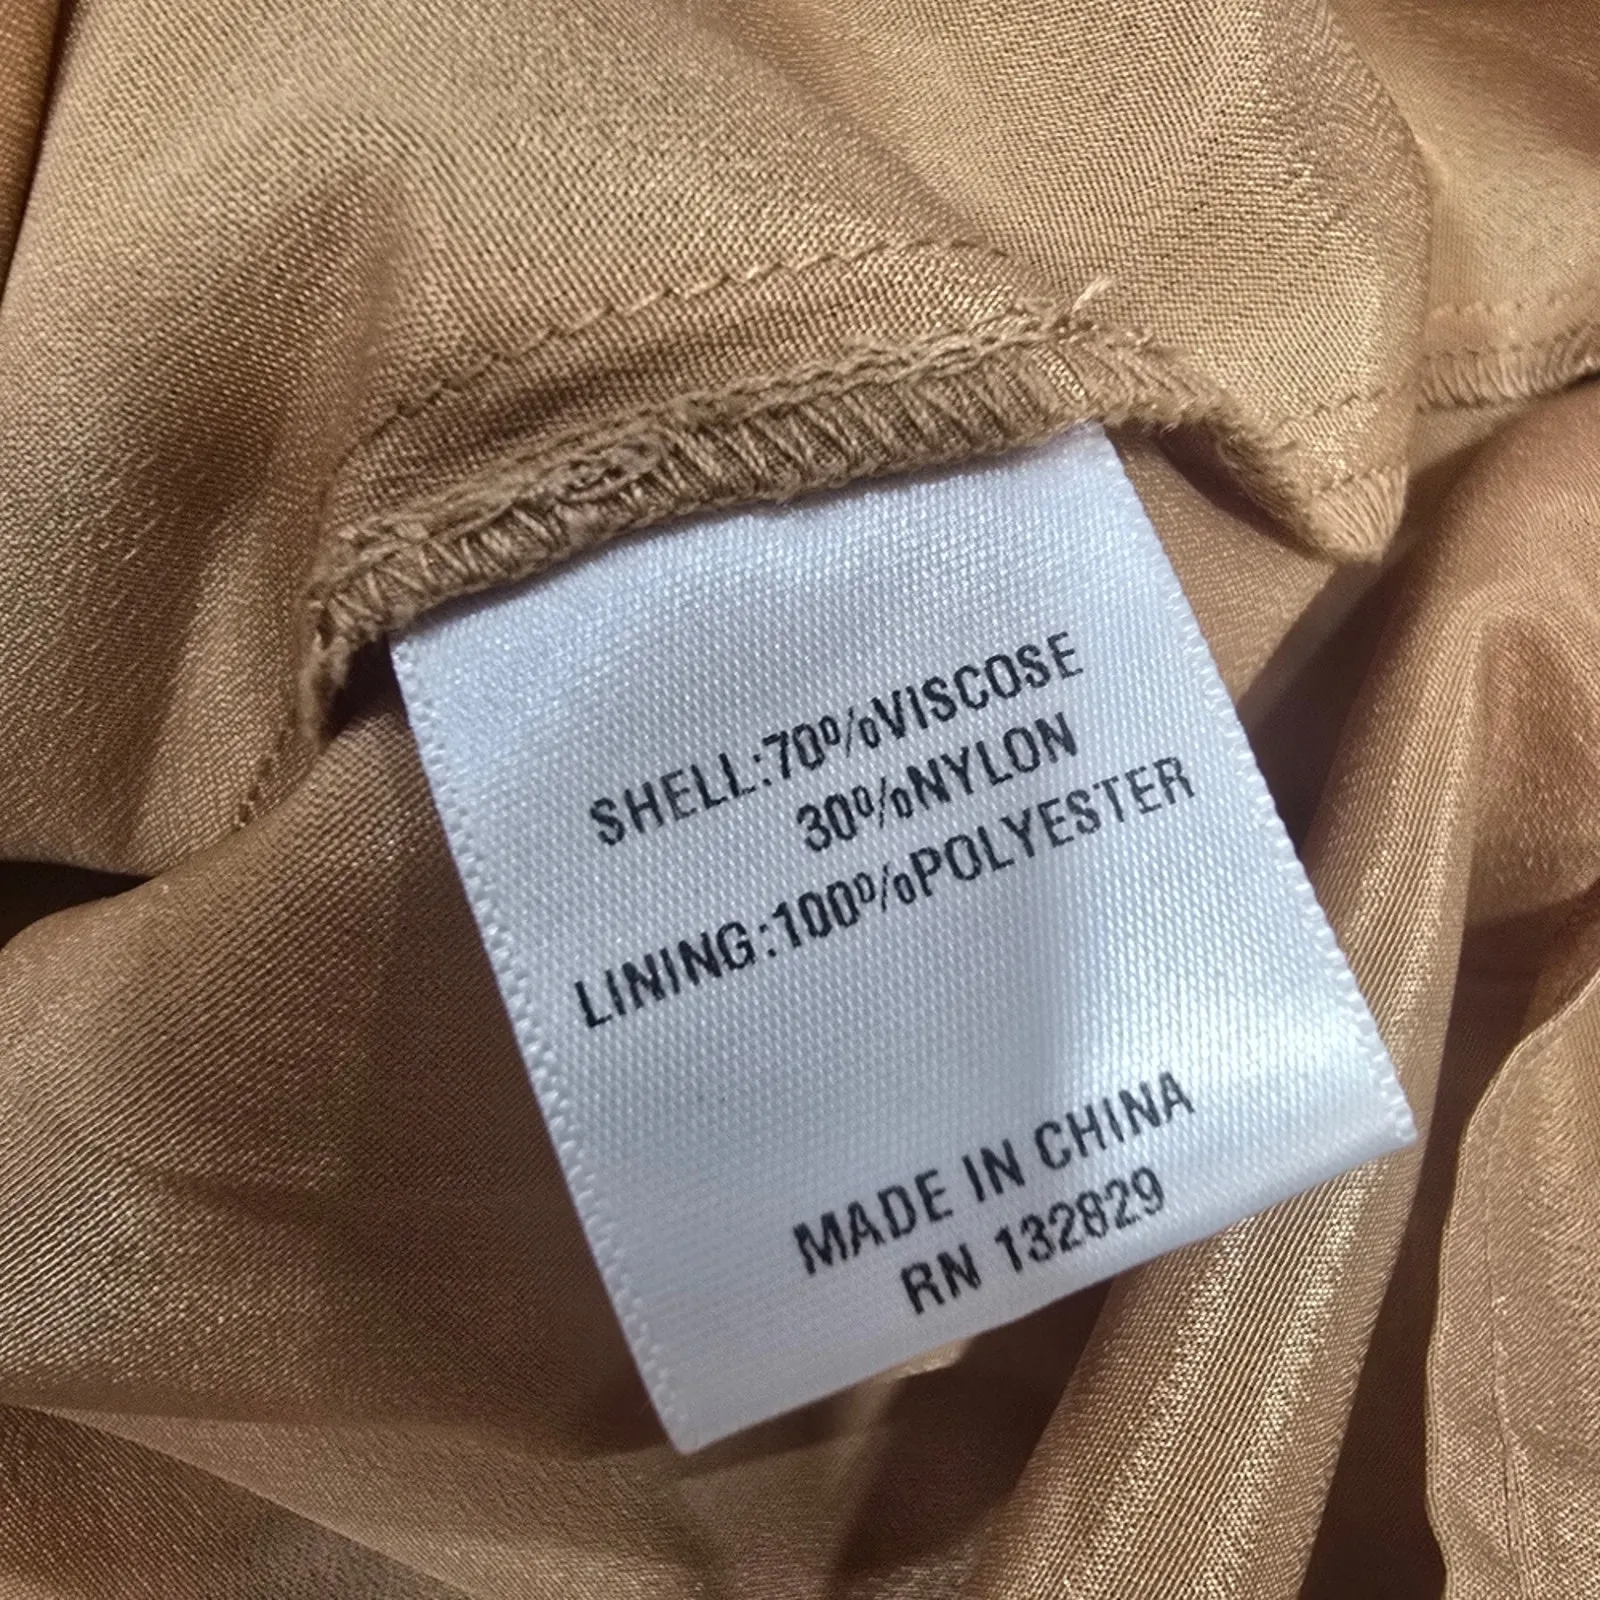 SHELL:70%VISCOSE
30%NYLON
LINING:100%POLYESTER
MADE IN CHINA
RN 132829